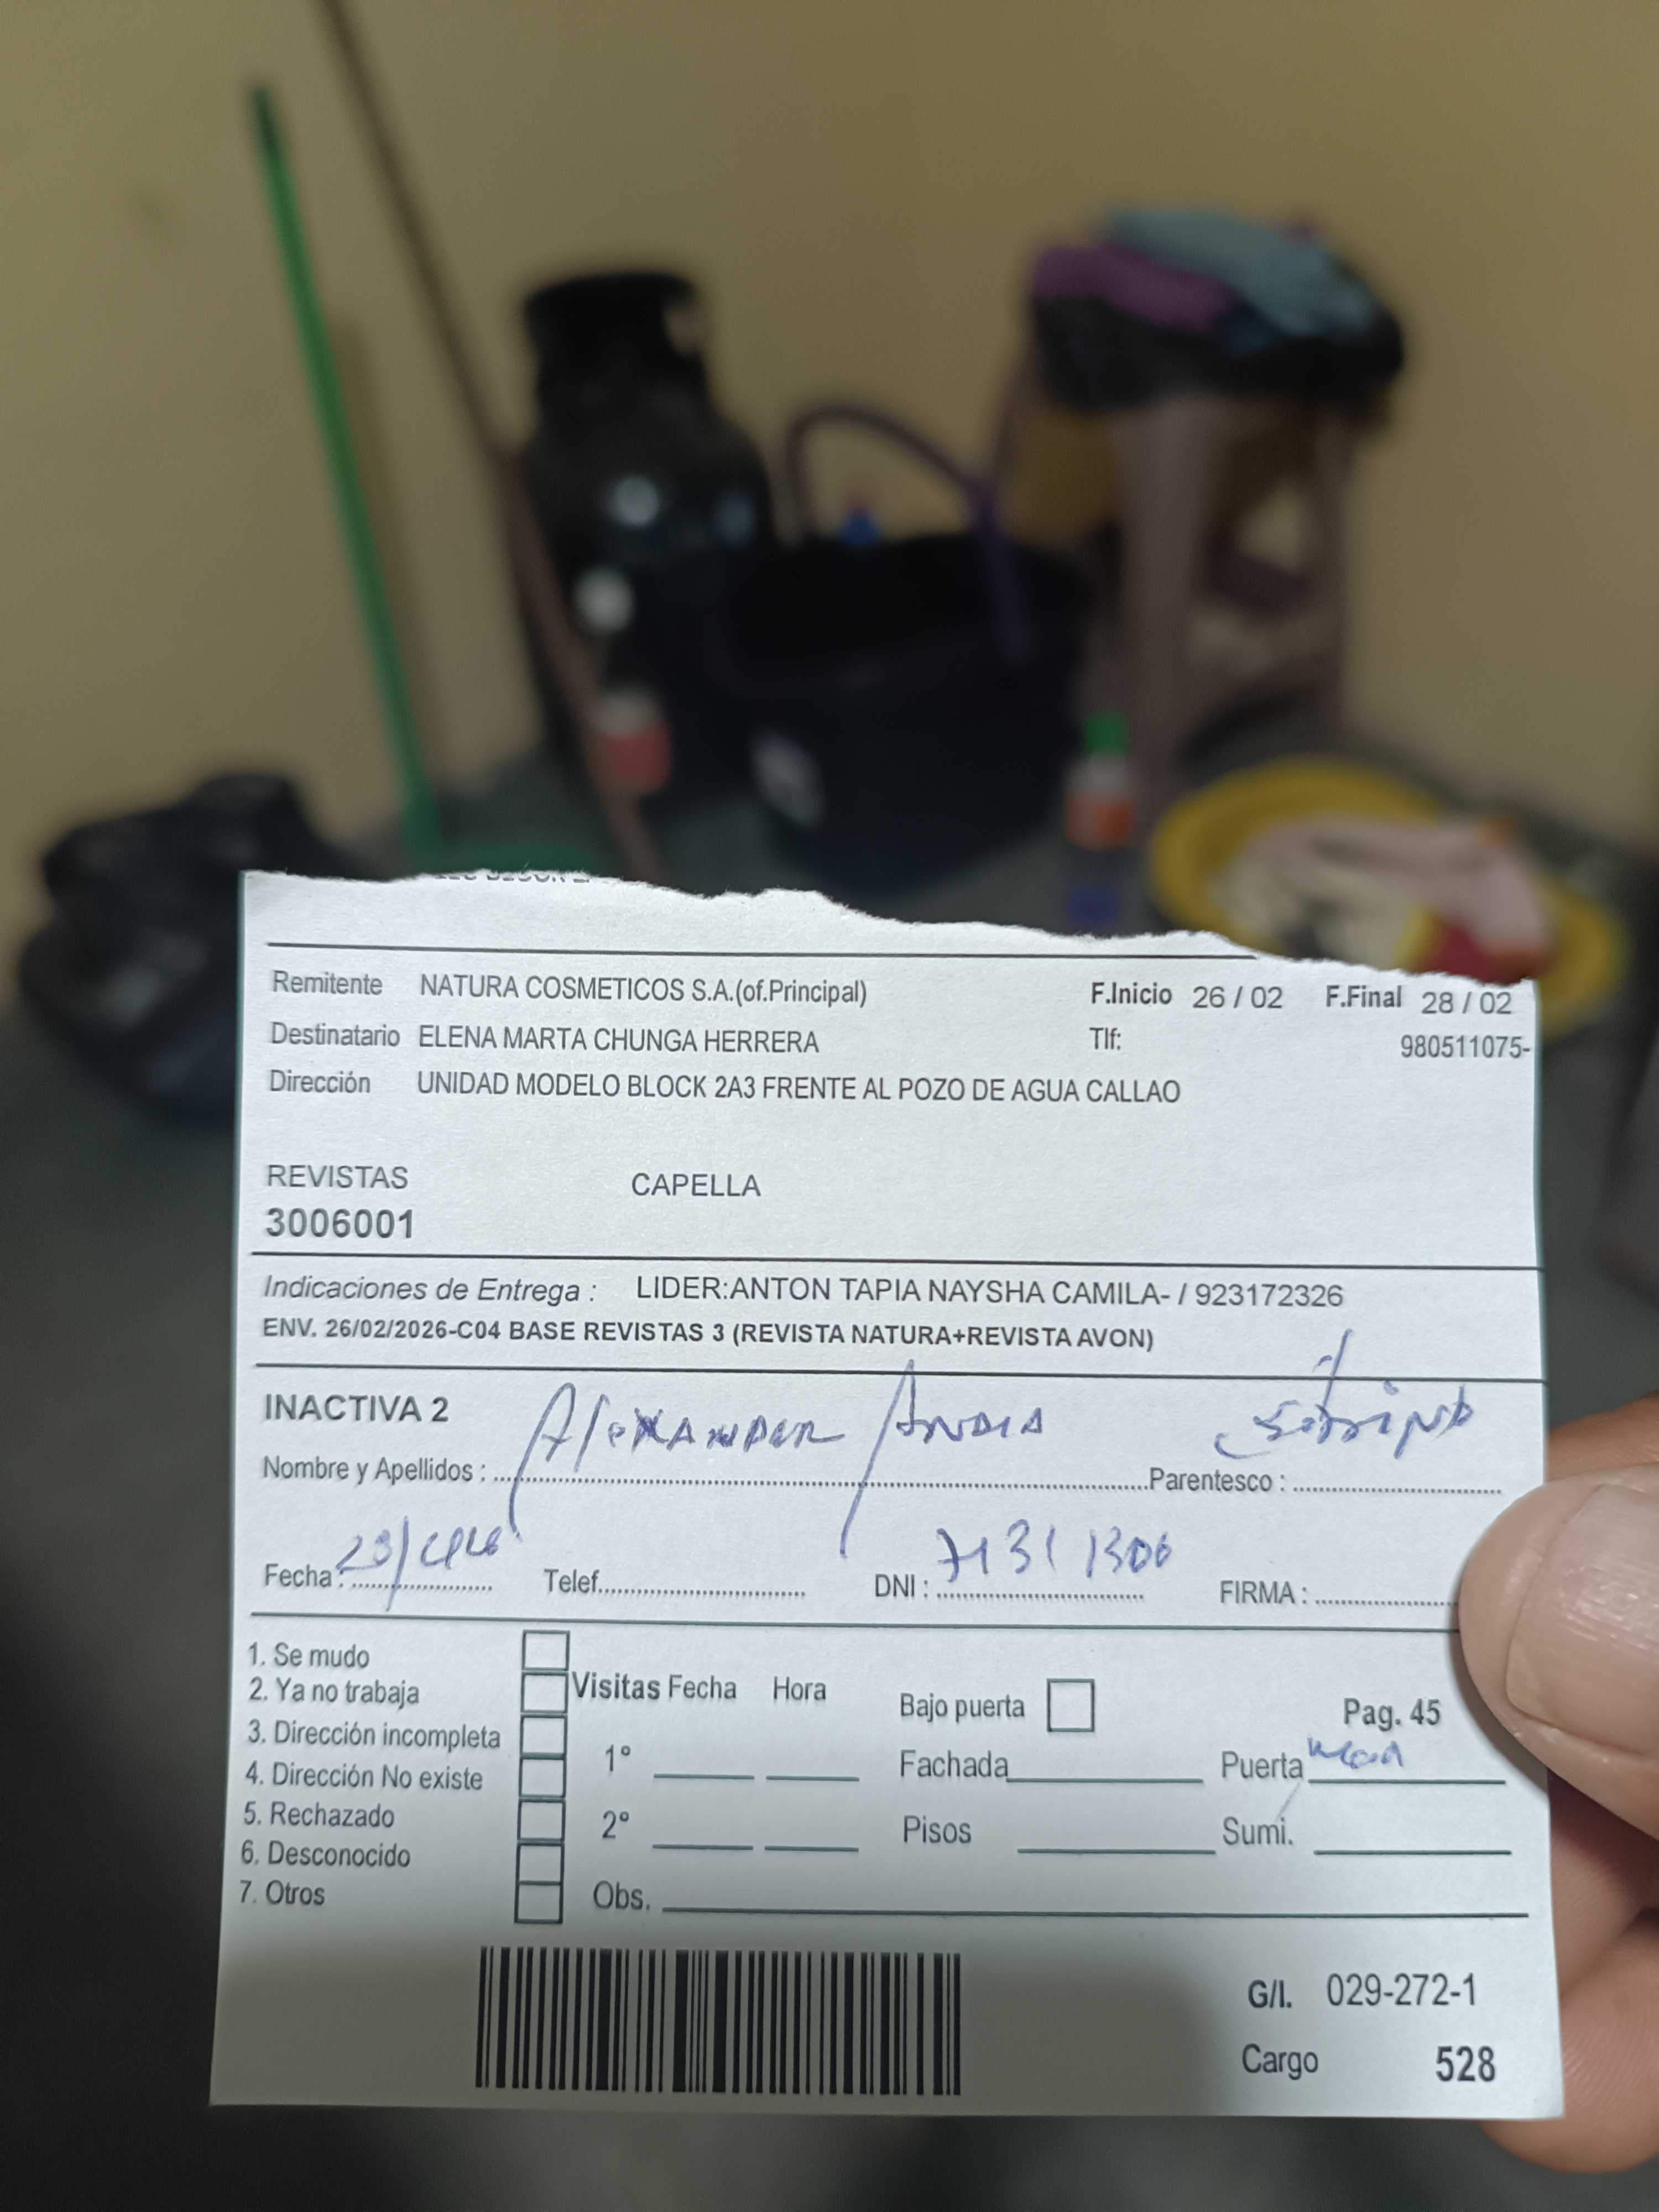 Remitente NATURA COSMETICOS S.A.(of.Principal) F.Inicio 26 / 02 F.Final 28 / 02
Destinatario ELENA MARTA CHUNGA HERRERA Tlf: 980511075-
Dirección UNIDAD MODELO BLOCK 2A3 FRENTE AL POZO DE AGUA CALLAO
REVISTAS CAPELLA
3006001
Indicaciones de Entrega : LIDER:ANTON TAPIA NAYSHA CAMILA- / 923172326
ENV. 26/02/2026-C04 BASE REVISTAS 3 (REVISTA NATURA+REVISTA AVON)
INACTIVA 2
Nombre y Apellidos : Alexander Parentesco :
Fecha : Telef. DNI : FIRMA :
1. Se mudo
2. Ya no trabaja Visitas Fecha Hora Bajo puerta Pag. 45
3. Dirección incompleta
4. Dirección No existe 1° Fachada Puerta
5. Rechazado 2° Pisos Sumi.
6. Desconocido
7. Otros Obs.
G/I. 029-272-1
Cargo 528